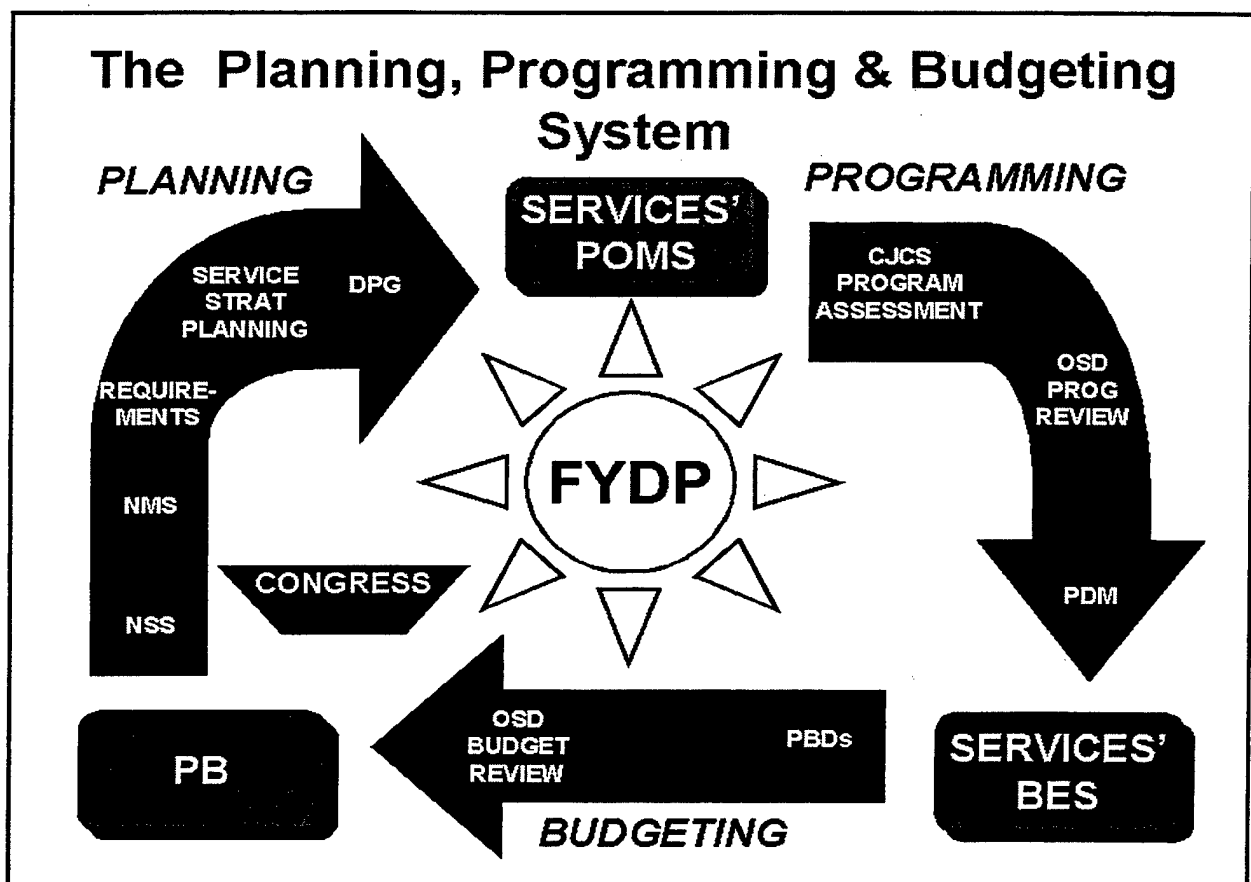 The Planning, Programming & Budgeting
System
PLANNING
PROGRAMMING
SERVICES'
POMS
SERVICE
STRAT
PLANNING
DPG
CJCS
PROGRAM
ASSESSMENT
REQUIRE-
MENTS
OSD
PROG
REVIEW
FYDP
NMS
CONGRESS
NSS
PDM
PB
OSD
BUDGET
REVIEW
PBDs
SERVICES'
BES
BUDGETING